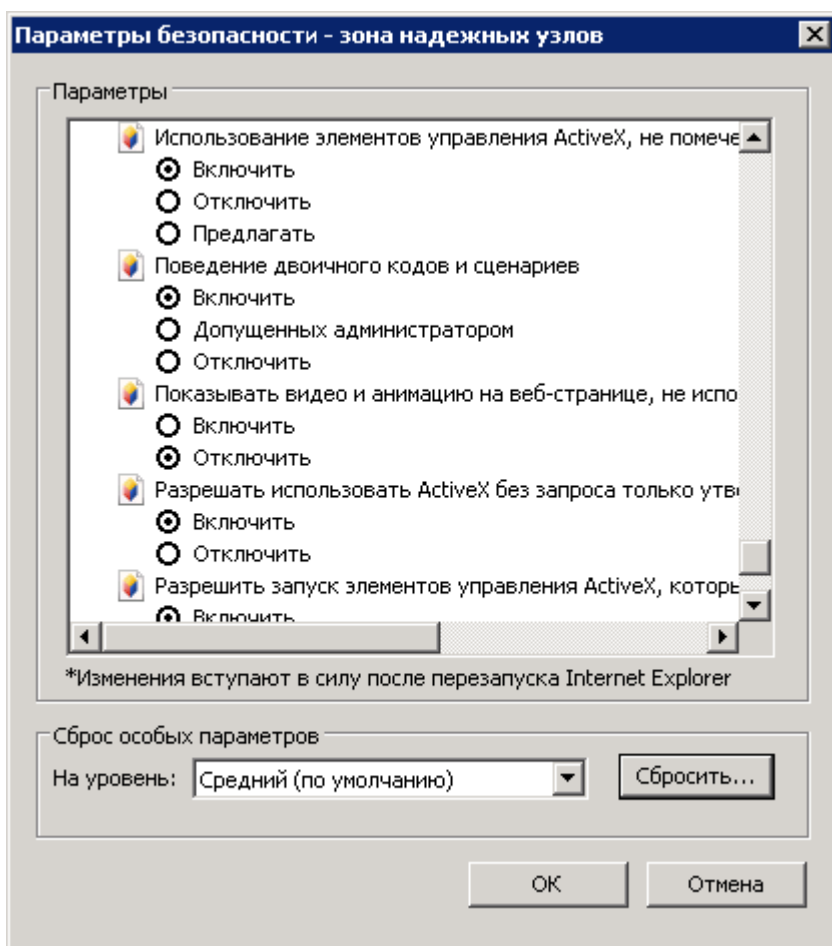 Параметры безопасности - зона надежных узлов
Параметры
Использование элементов управления ActiveX, не помече
Включить
Отключить
Предлагать
Поведение двоичного кодов и сценариев
Включить
Допущенных администратором
Отключить
Показывать видео и анимацию на веб-странице, не испо
Включить
Отключить
Разрешать использовать ActiveX без запроса только утв
Включить
Отключить
Разрешить запуск элементов управления ActiveX, которы
Включить
*Изменения вступают в силу после перезапуска Internet Explorer
Сброс особых параметров
На уровень: Средний (по умолчанию) Сбросить...
OK Отмена